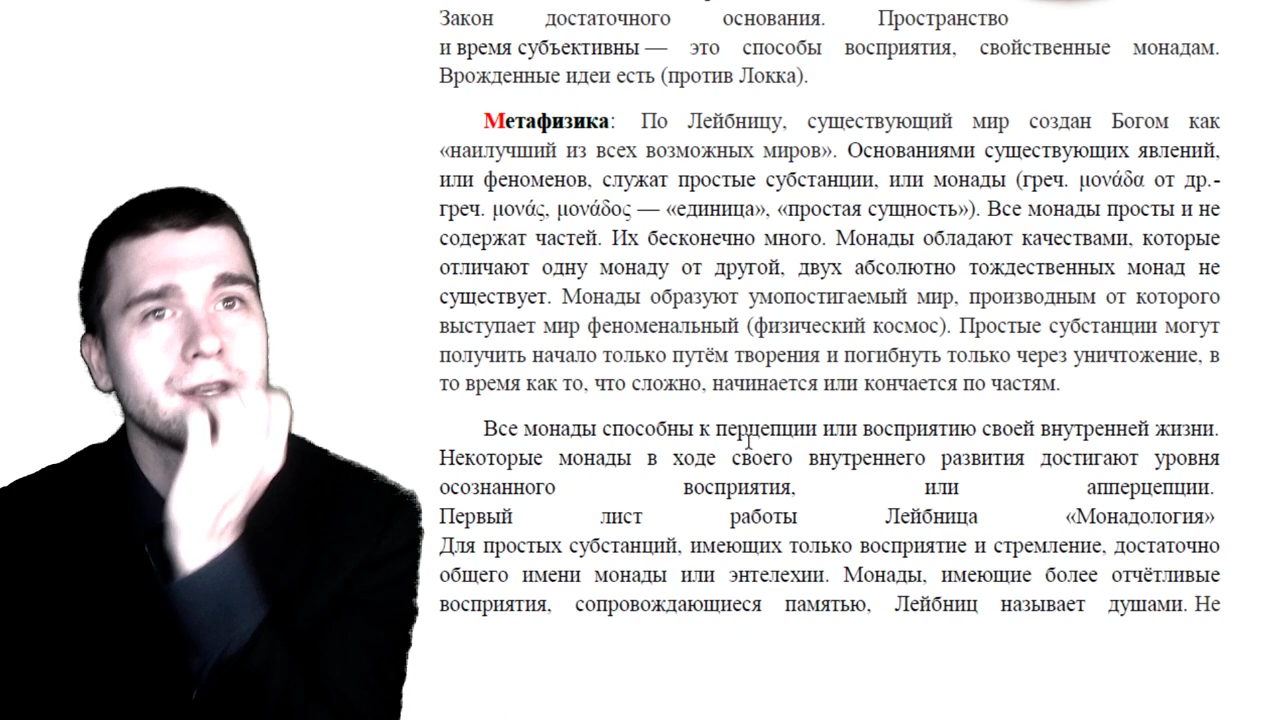 Закон достаточного основания. Пространство
и время субъективны — это способы восприятия, свойственные монадам.
Врожденные идеи есть (против Локка).
Метафизика: По Лейбницу, существующий мир создан Богом как
«наилучший из всех возможных миров». Основаниями существующих явлений,
или феноменов, служат простые субстанции, или монады (греч. μονάδα от др.-
греч. μονάς, μονάδος — «единица», «простая сущность»). Все монады просты и не
содержат частей. Их бесконечно много. Монады обладают качествами, которые
отличают одну монаду от другой, двух абсолютно тождественных монад не
существует. Монады образуют умопостигаемый мир, производным от которого
выступает мир феноменальный (физический космос). Простые субстанции могут
получить начало только путём творения и погибнуть только через уничтожение, в
то время как то, что сложно, начинается или кончается по частям.
Все монады способны к перцепции или восприятию своей внутренней жизни.
Некоторые монады в ходе своего внутреннего развития достигают уровня
осознанного восприятия, или апперцепции.
Первый лист работы Лейбница «Монадология»
Для простых субстанций, имеющих только восприятие и стремление, достаточно
общего имени монады или энтелехии. Монады, имеющие более отчётливые
восприятия, сопровождающиеся памятью, Лейбниц называет душами. Не